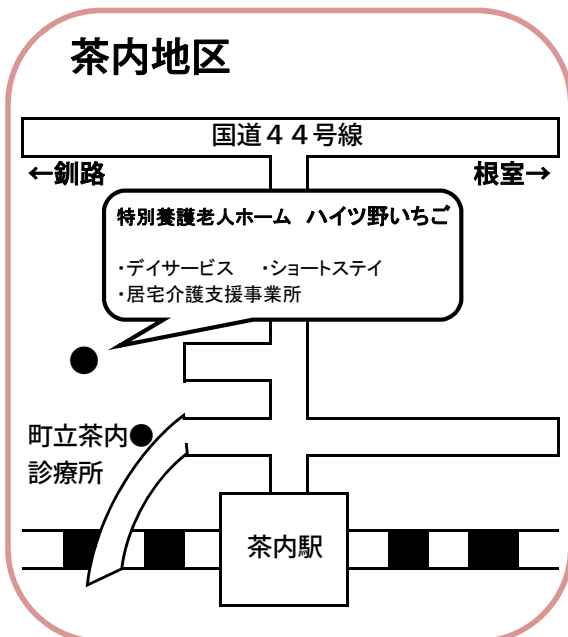 茶内地区
国道４４号線
←釧路
根室→
特別養護老人ホーム　ハイツ野いちご
・デイサービス　・ショートステイ
・居宅介護支援事業所
町立茶内
診療所
茶内駅